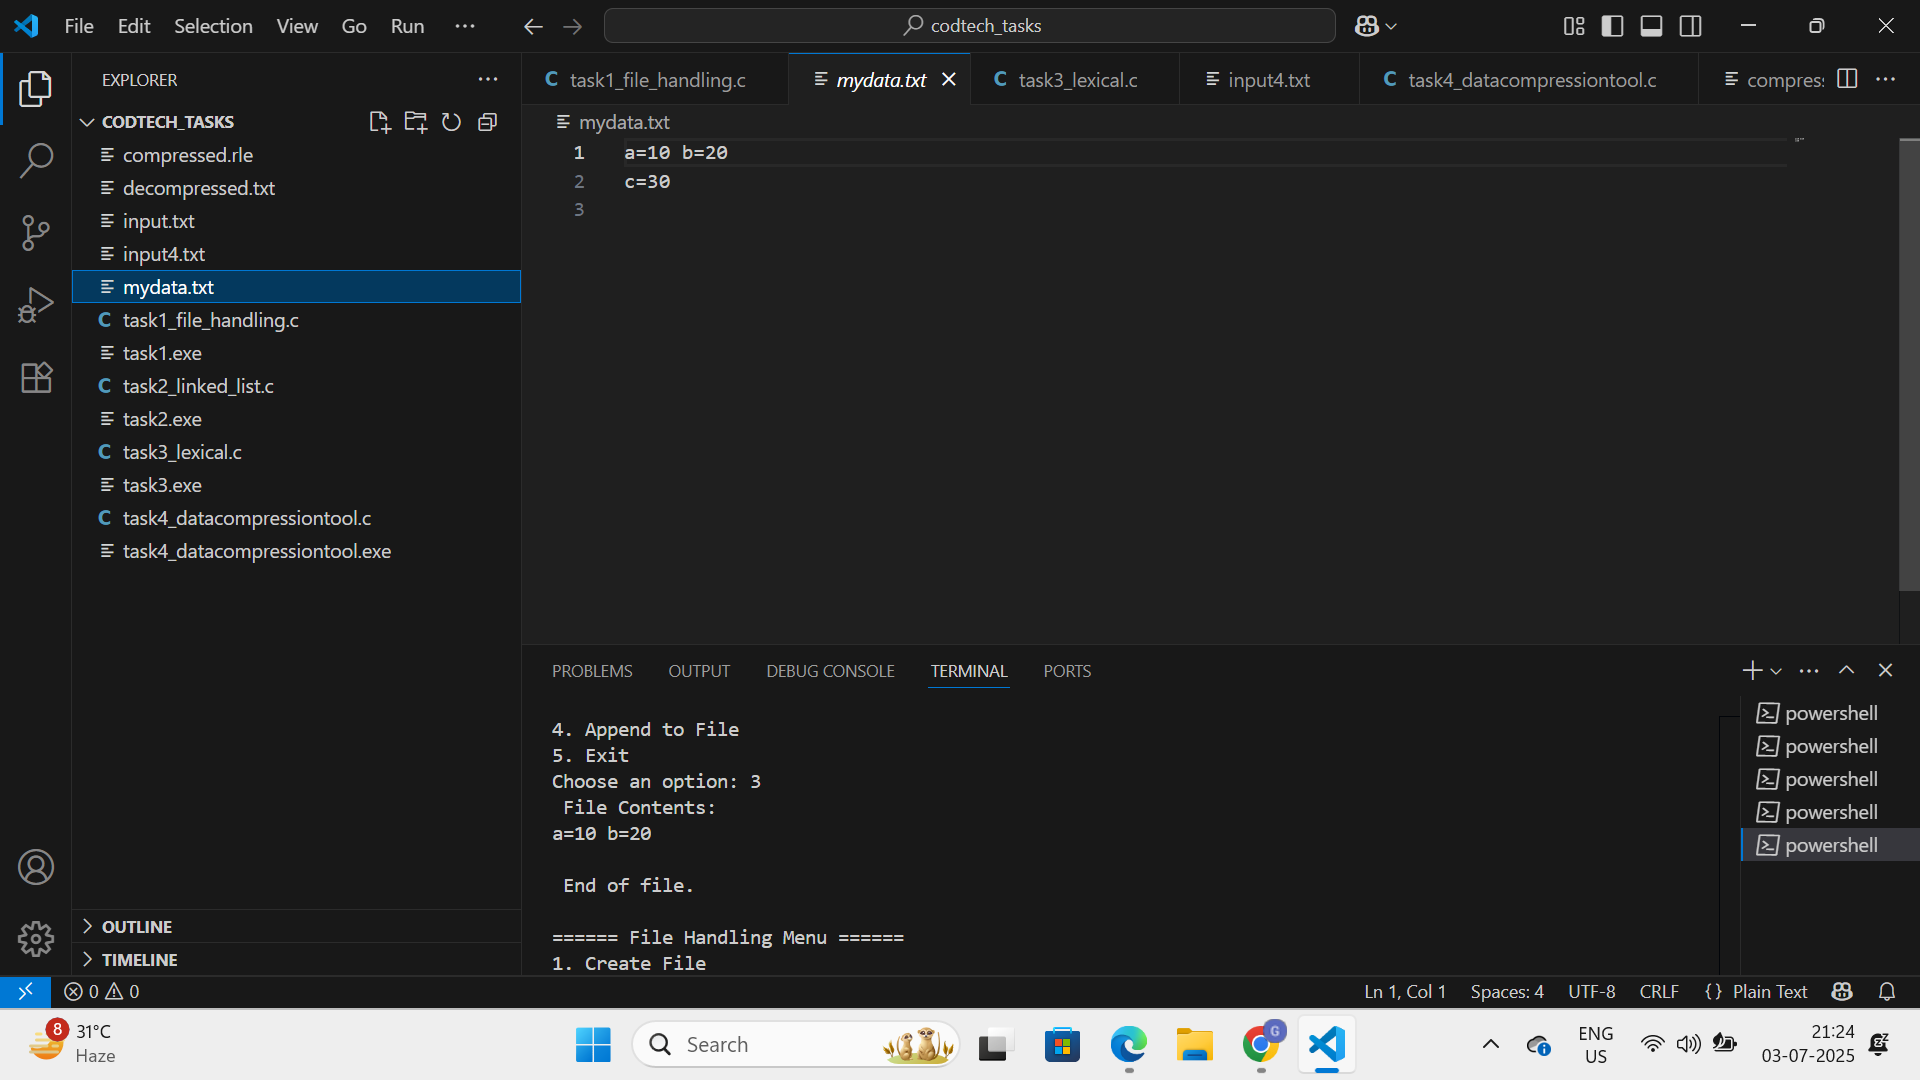 File Edit Selection View Go Run
codtech_tasks
EXPLORER
CODTECH_TASKS
compressed.rle
decompressed.txt
input.txt
input4.txt
mydata.txt
task1_file_handling.c
task1.exe
task2_linked_list.c
task2.exe
task3_lexical.c
task3.exe
task4_datacompressiontool.c
task4_datacompressiontool.exe
OUTLINE
TIMELINE
task1_file_handling.c mydata.txt task3_lexical.c input4.txt task4_datacompressiontool.c compres
mydata.txt
1 a=10 b=20
2 c=30
3
PROBLEMS OUTPUT DEBUG CONSOLE TERMINAL PORTS
4. Append to File
5. Exit
Choose an option: 3
File Contents:
a=10 b=20
End of file.
====== File Handling Menu ======
1. Create File
powershell
powershell
powershell
powershell
powershell
0 0 Ln 1, Col 1 Spaces: 4 UTF-8 CRLF {} Plain Text
8 31°C
Haze
Search
G
ENG
US
21:24
03-07-2025